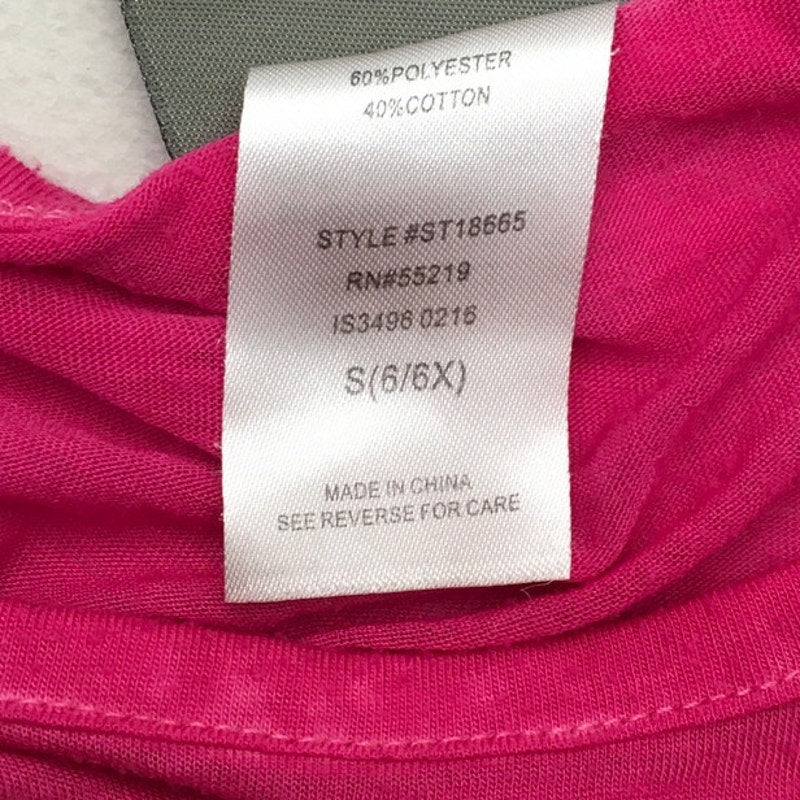 60%POLYESTER
40%COTTON
STYLE #ST18665
RN#55219
IS3496 0216
S(6/6X)
MADE IN CHINA
SEE REVERSE FOR CARE